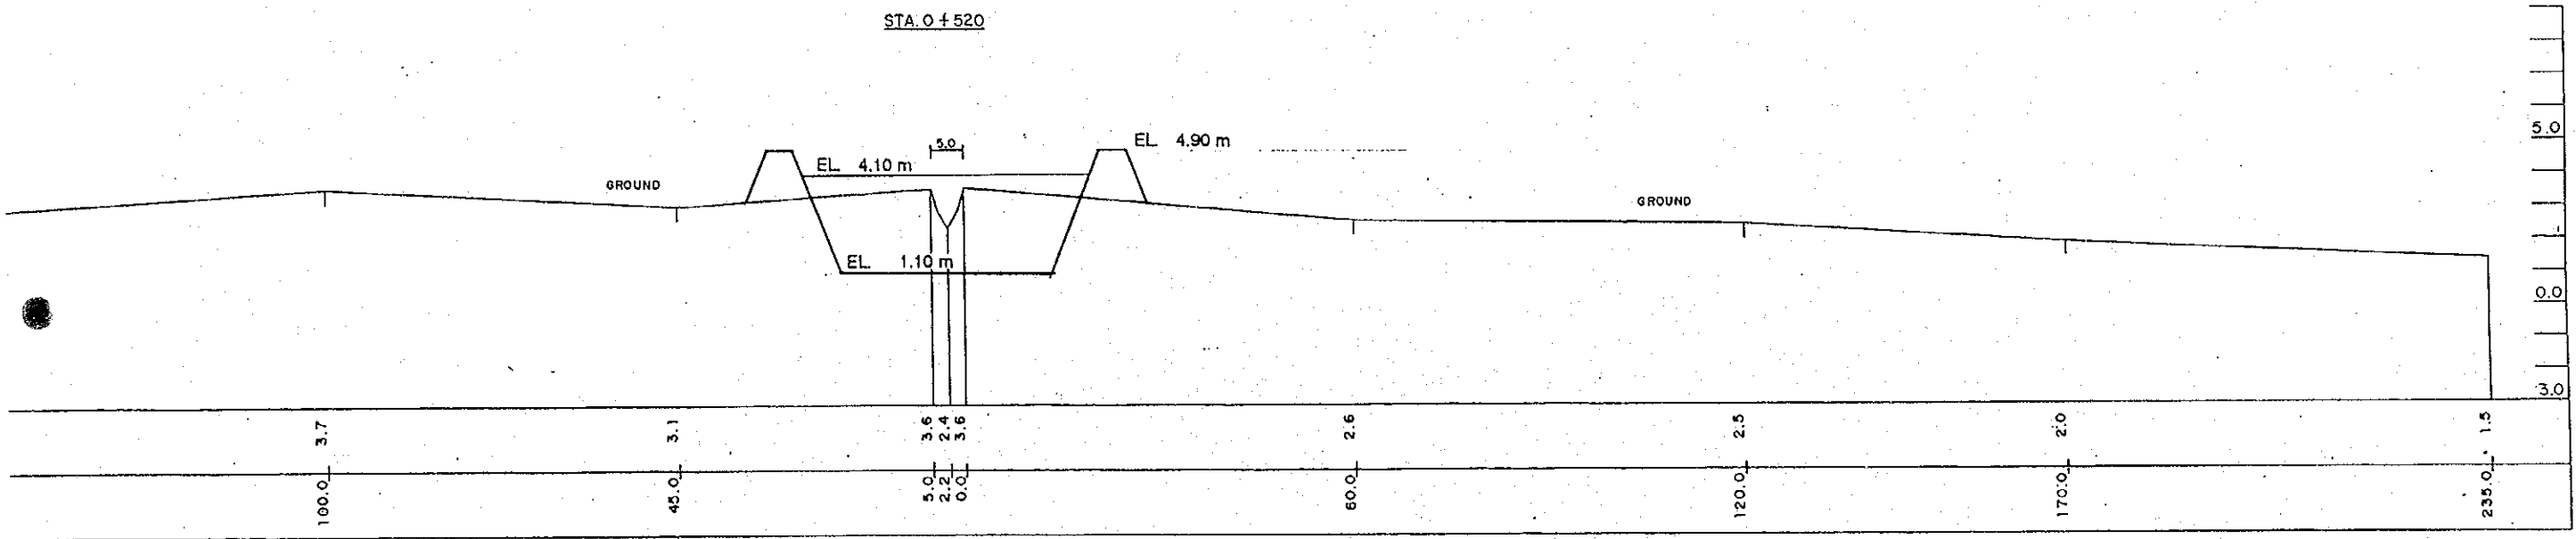 STA. 0 + 520
5.0
5.0
EL. 4.90 m
EL. 4.10 m
GROUND
GROUND
EL. 1.10 m
0.0
3.0
3.7 3.1 3.6 2.4 3.6 2.6 2.5 2.0 1.5
100.0 45.0 5.0 2.2 0.0 60.0 120.0 170.0 235.0